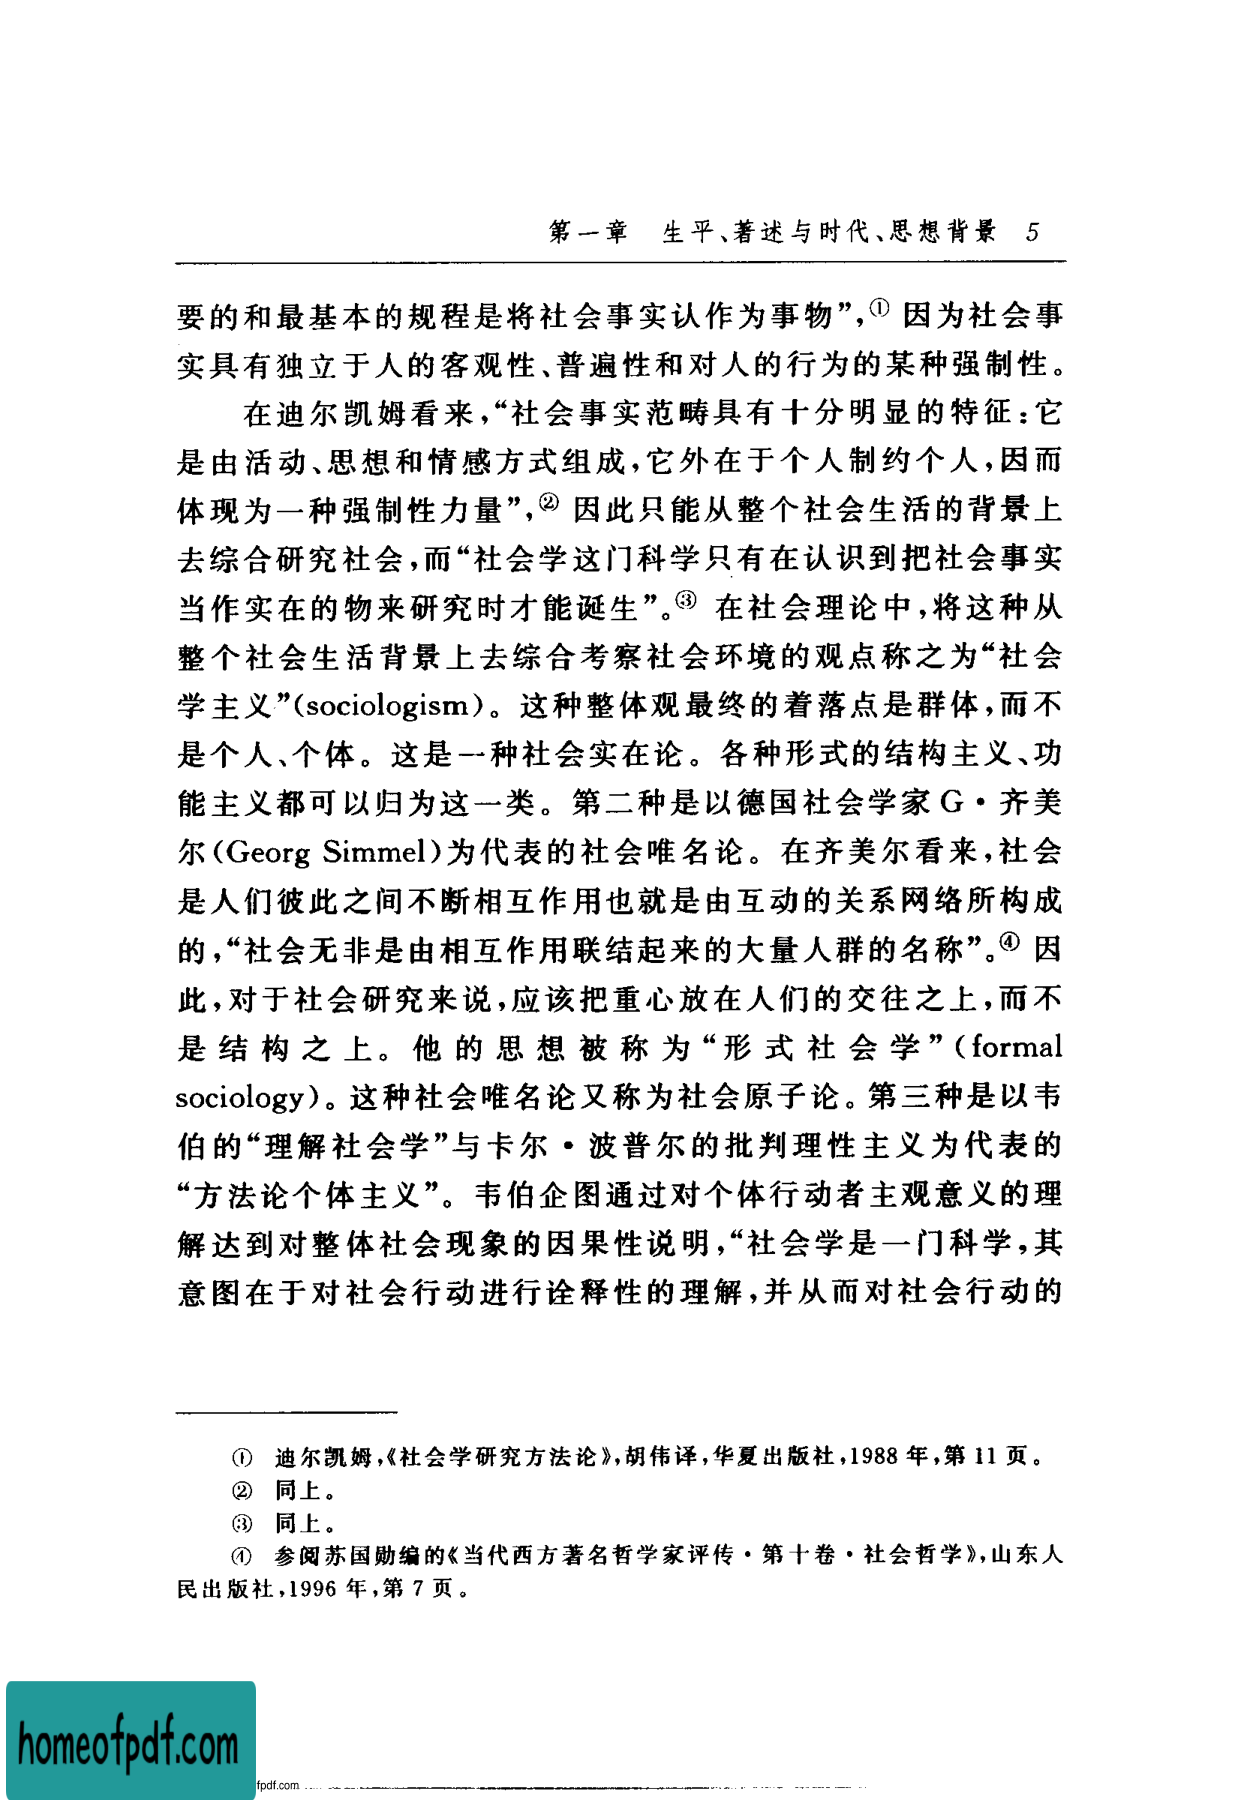 第一章　生平、著述与时代、思想背景　5
要的和最基本的规程是将社会事实认作为事物”,① 因为社会事
实具有独立于人的客观性、普遍性和对人的行为的某种强制性。
在迪尔凯姆看来,“社会事实范畴具有十分明显的特征:它
是由活动、思想和情感方式组成,它外在于个人制约个人,因而
体现为一种强制性力量”,② 因此只能从整个社会生活的背景上
去综合研究社会,而“社会学这门科学只有在认识到把社会事实
当作实在的物来研究时才能诞生”。③ 在社会理论中,将这种从
整个社会生活背景上去综合考察社会环境的观点称之为“社会
学主义”(sociologism)。这种整体观最终的着落点是群体,而不
是个人、个体。这是一种社会实在论。各种形式的结构主义、功
能主义都可以归为这一类。第二种是以德国社会学家 G·齐美
尔(Georg Simmel)为代表的社会唯名论。在齐美尔看来,社会
是人们彼此之间不断相互作用也就是由互动的关系网络所构成
的,“社会无非是由相互作用联结起来的大量人群的名称”。④ 因
此,对于社会研究来说,应该把重心放在人们的交往之上,而不
是结构之上。他的思想被称为“形式社会学”(formal
sociology)。这种社会唯名论又称为社会原子论。第三种是以韦
伯的“理解社会学”与卡尔·波普尔的批判理性主义为代表的
“方法论个体主义”。韦伯企图通过对个体行动者主观意义的理
解达到对整体社会现象的因果性说明,“社会学是一门科学,其
意图在于对社会行动进行诠释性的理解,并从而对社会行动的
① 迪尔凯姆,《社会学研究方法论》,胡伟译,华夏出版社,1988 年,第 11 页。
② 同上。
③ 同上。
④ 参阅苏国勋编的《当代西方著名哲学家评传·第十卷·社会哲学》,山东人
民出版社,1996 年,第 7 页。
homeofpdf.com
fpdf.com